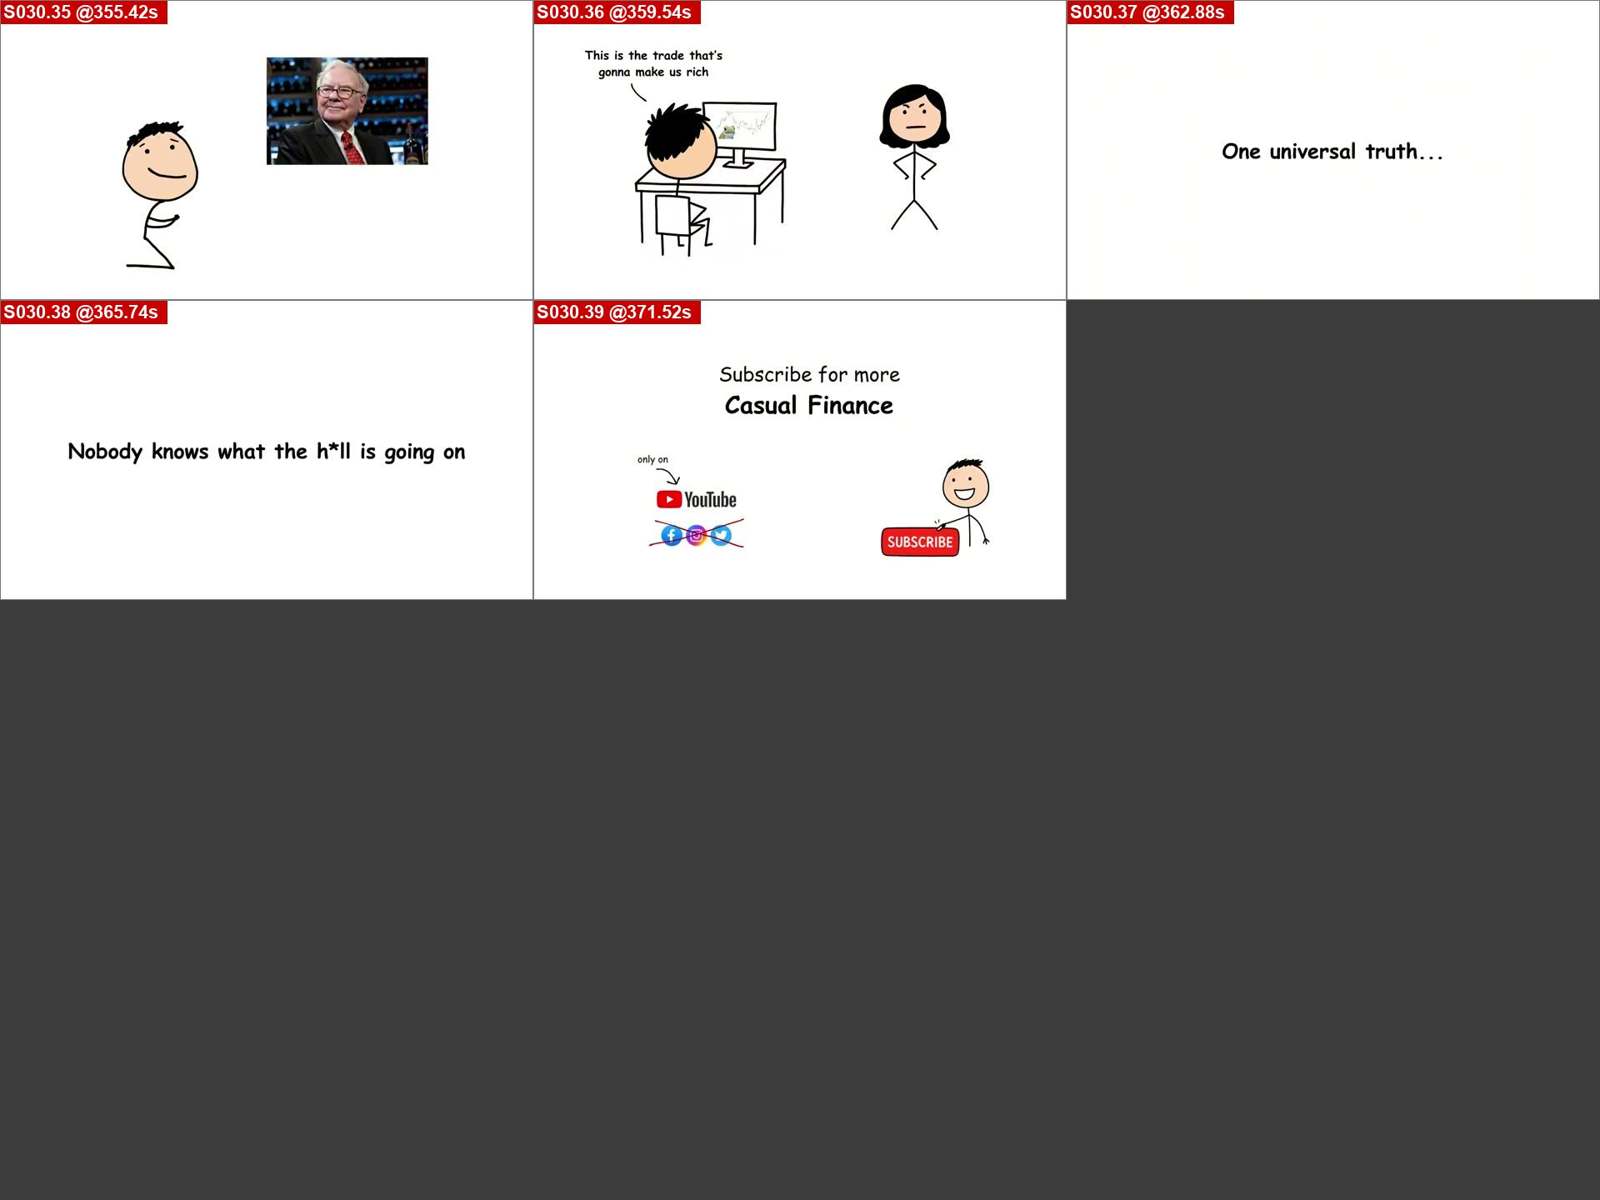 S030.35 @355.42s
S030.36 @359.54s
This is the trade that's
gonna make us rich
S030.37 @362.88s
One universal truth...
S030.38 @365.74s
Nobody knows what the h*ll is going on
S030.39 @371.52s
Subscribe for more
Casual Finance
only on
YouTube
SUBSCRIBE